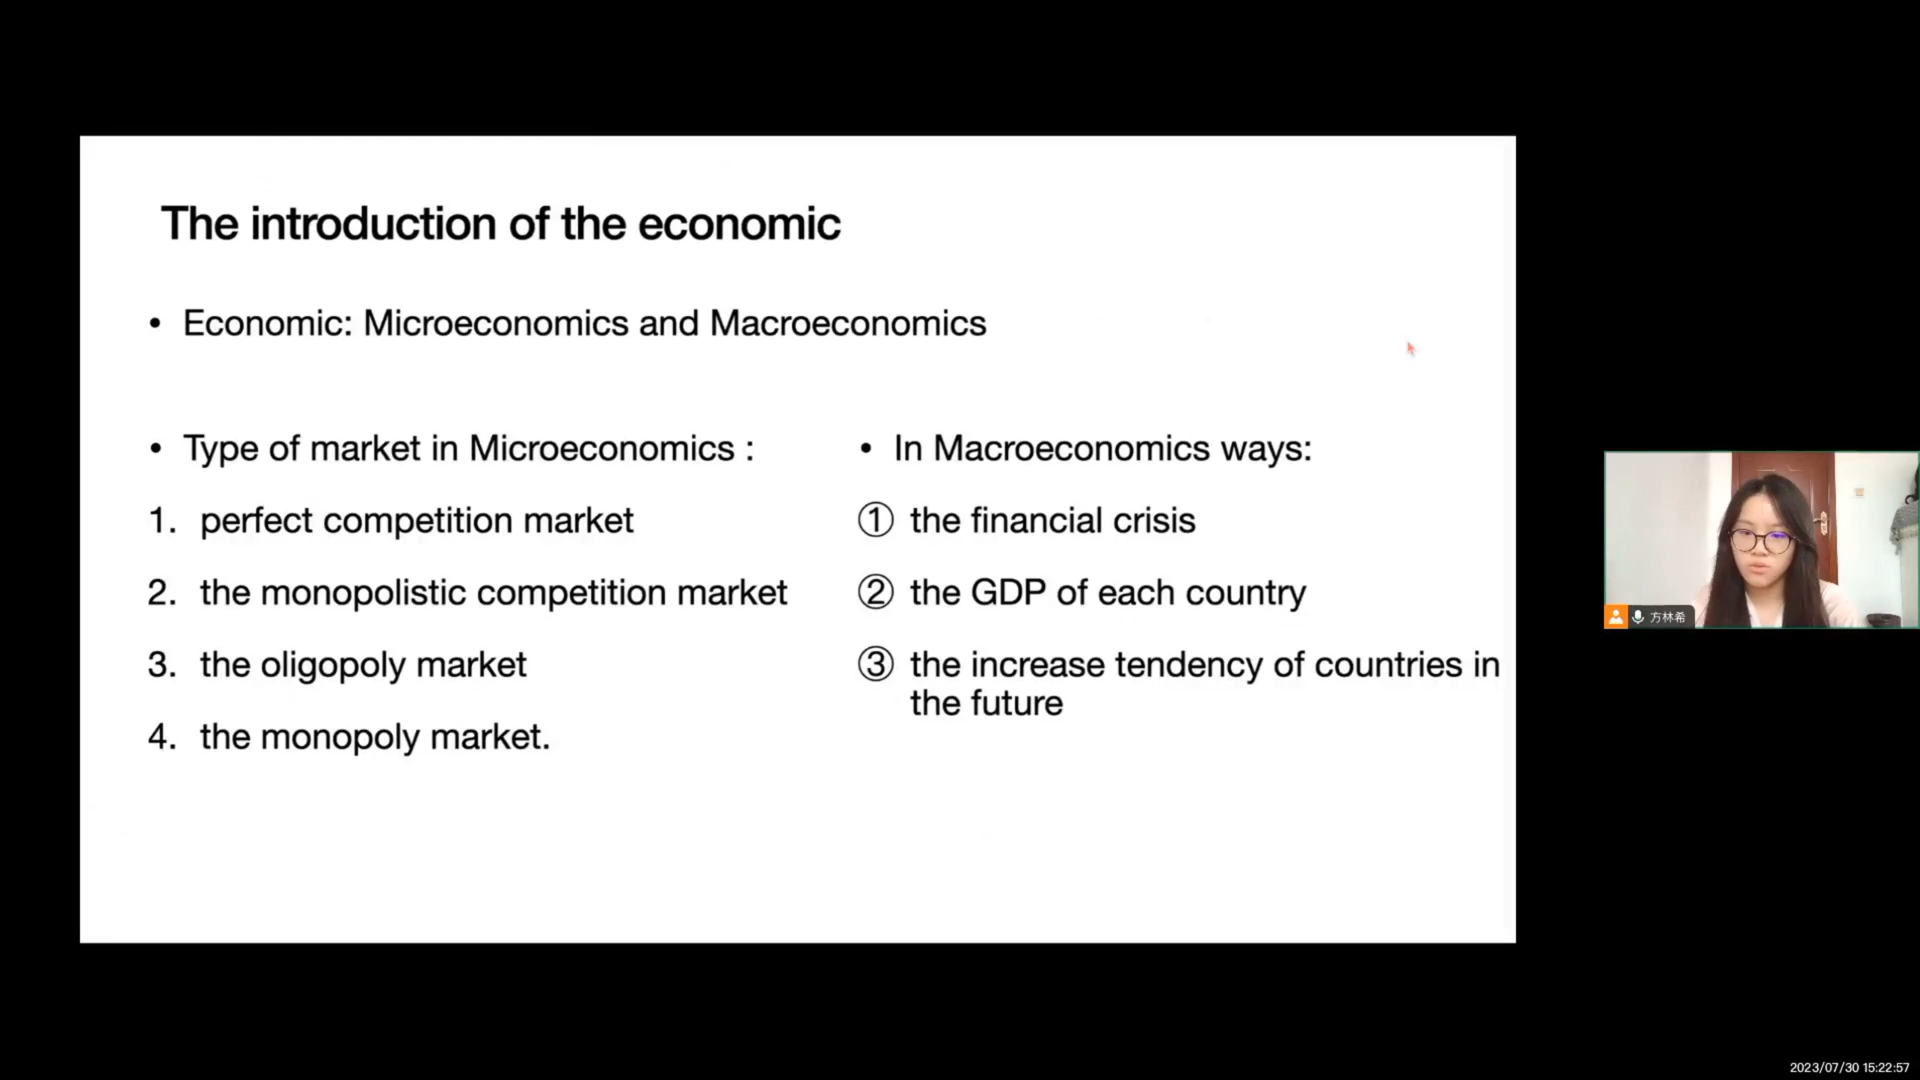 The introduction of the economic
• Economic: Microeconomics and Macroeconomics
• Type of market in Microeconomics :
1. perfect competition market
2. the monopolistic competition market
3. the oligopoly market
4. the monopoly market.
• In Macroeconomics ways:
① the financial crisis
② the GDP of each country
③ the increase tendency of countries in
the future
方林希
2023/07/30 15:22:57